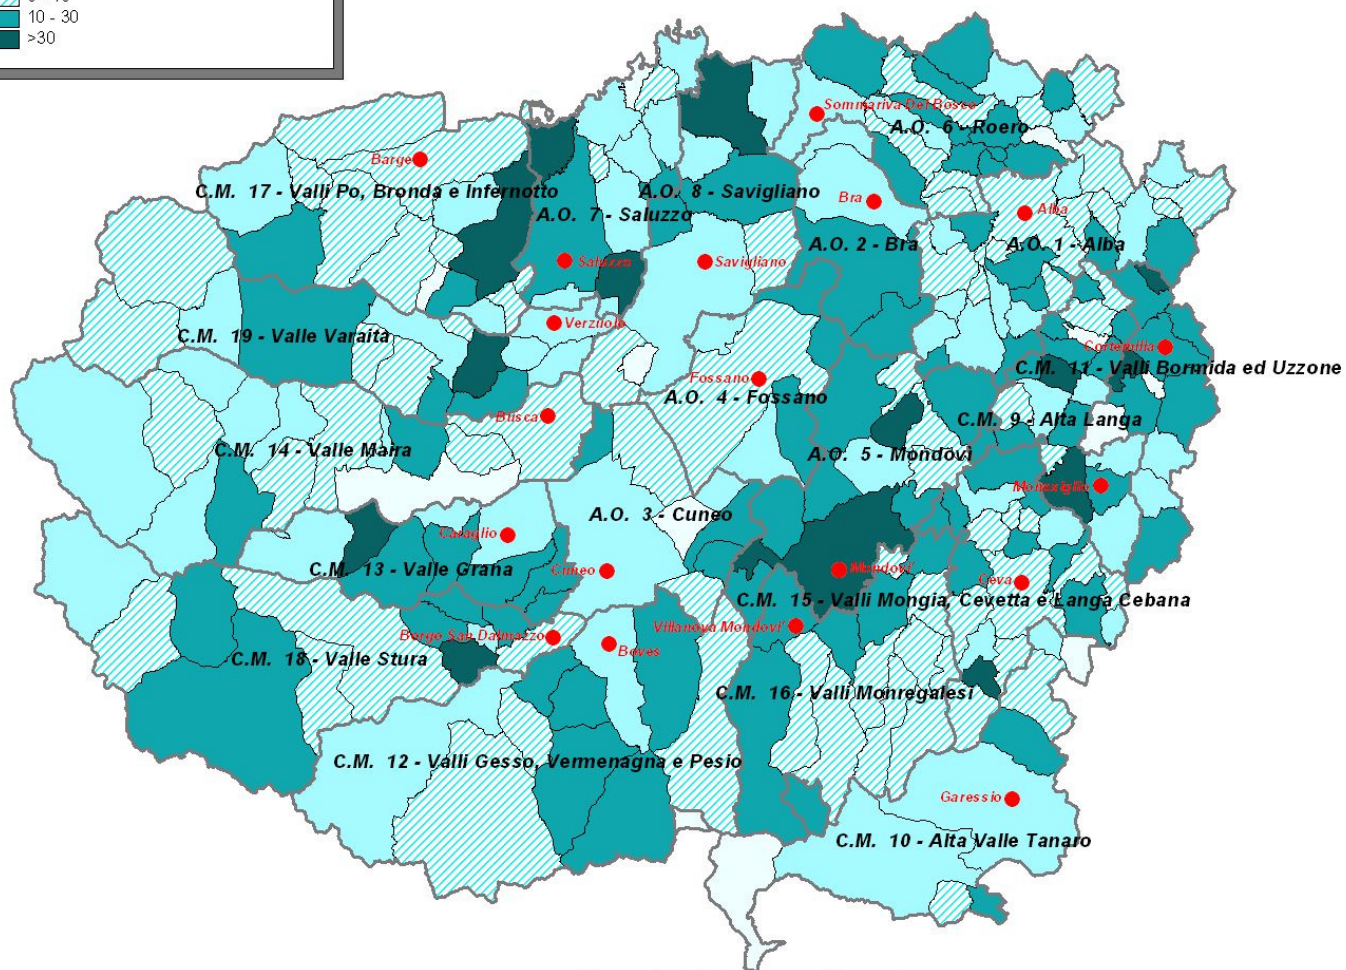 10 - 30
>30
Sommariva Del Bosco
A.O. 6 - Roero
Barge
C.M. 17 - Valli Po, Bronda e Infernotto
A.O. 8 - Savigliano
A.O. 7 - Saluzzo
Bra
Alba
A.O. 2 - Bra
A.O. 1 - Alba
Saluzzo
Savigliano
C.M. 19 - Valle Varaita
Verzuolo
Cortemilia
C.M. 11 - Valli Bormida ed Uzzone
Fossano
A.O. 4 - Fossano
Busca
C.M. 9 - Alta Langa
C.M. 14 - Valle Maira
A.O. 5 - Mondovì
Monesiglio
A.O. 3 - Cuneo
Caraglio
C.M. 13 - Valle Grana
Cuneo
Mondovi'
Ceva
C.M. 15 - Valli Mongia, Cevetta e Langa Cebana
Villanova Mondovi'
Borgo San Dalmazzo
Boves
C.M. 18 - Valle Stura
C.M. 16 - Valli Monregalesi
C.M. 12 - Valli Gesso, Vermenagna e Pesio
Garessio
C.M. 10 - Alta Valle Tanaro